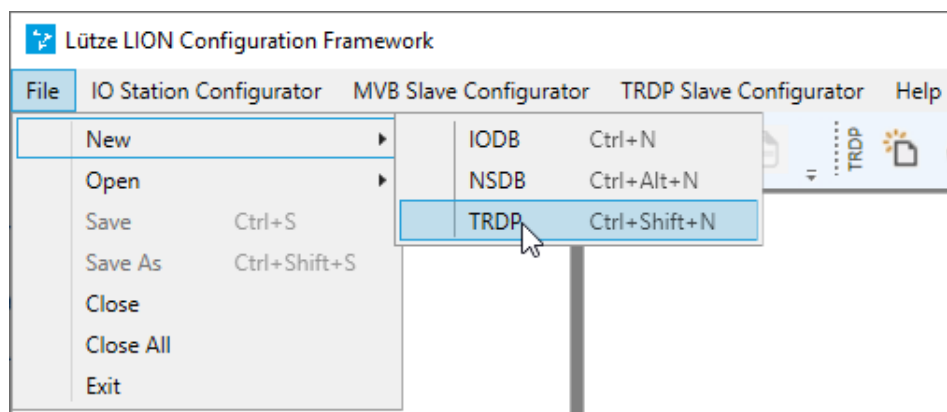 Lütze LION Configuration Framework
File IO Station Configurator MVB Slave Configurator TRDP Slave Configurator Help
New IODB Ctrl+N TRDP
Open NSDB Ctrl+Alt+N
Save Ctrl+S TRDP Ctrl+Shift+N
Save As Ctrl+Shift+S
Close
Close All
Exit